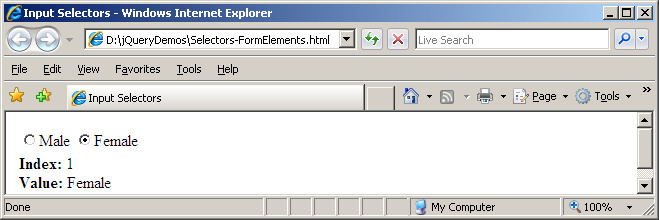 Input Selectors - Windows Internet Explorer
D:\jQueryDemos\Selectors-FormElements.html
Live Search
File Edit View Favorites Tools Help
Input Selectors
Page Tools
Male Female
Index: 1
Value: Female
Done
My Computer
100%